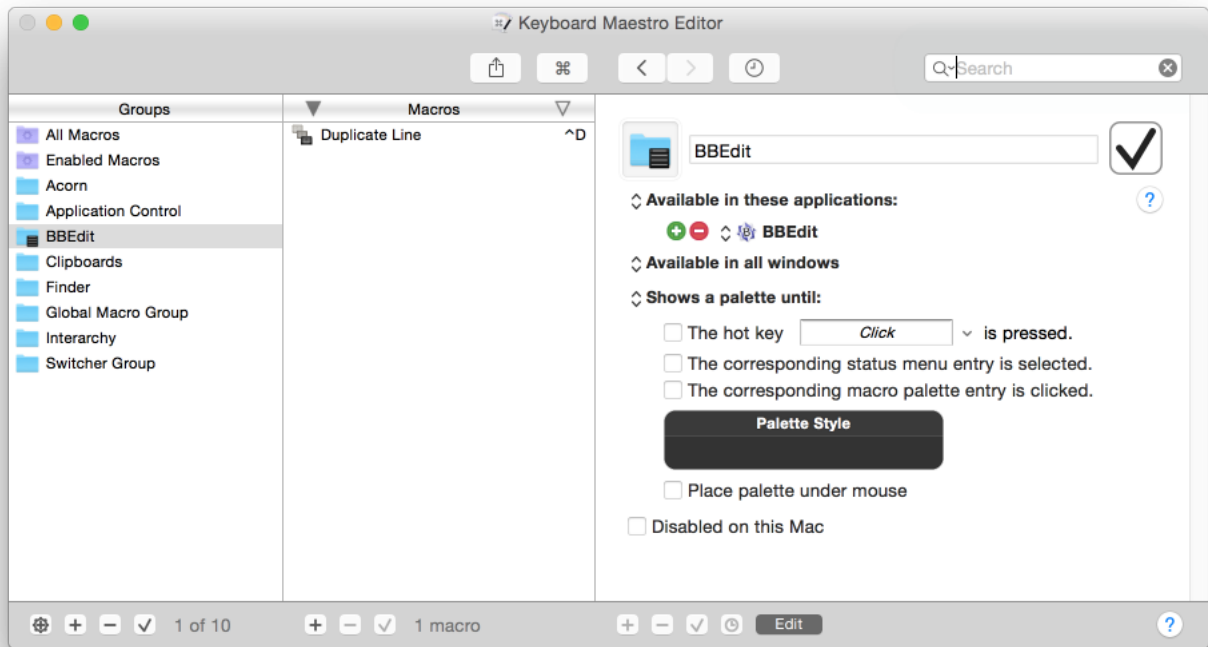 Keyboard Maestro Editor
Search
Groups
All Macros
Enabled Macros
Acorn
Application Control
BBEdit
Clipboards
Finder
Global Macro Group
Interarchy
Switcher Group
1 of 10
Macros
Duplicate Line ^D
1 macro
BBEdit
Available in these applications:
BBEdit
Available in all windows
Shows a palette until:
The hot key Click is pressed.
The corresponding status menu entry is selected.
The corresponding macro palette entry is clicked.
Palette Style
Place palette under mouse
Disabled on this Mac
Edit